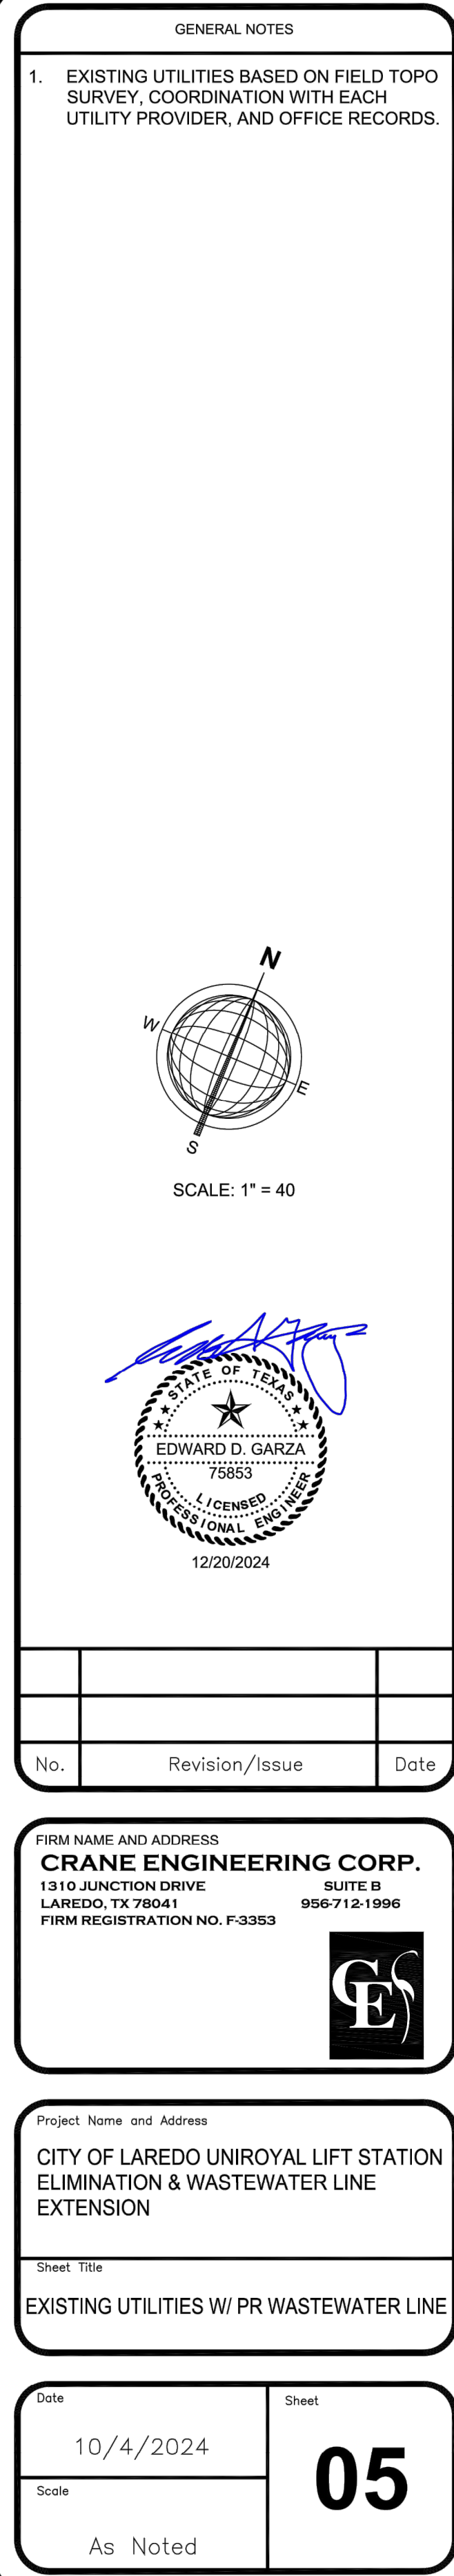 GENERAL NOTES
1. EXISTING UTILITIES BASED ON FIELD TOPO
SURVEY, COORDINATION WITH EACH
UTILITY PROVIDER, AND OFFICE RECORDS.
N
W
E
S
SCALE: 1" = 40
STATE OF TEXAS
EDWARD D. GARZA
75853
LICENSED
PROFESSIONAL ENGINEER
12/20/2024
No. Revision/Issue Date
FIRM NAME AND ADDRESS
CRANE ENGINEERING CORP.
1310 JUNCTION DRIVE SUITE B
LAREDO, TX 78041 956-712-1996
FIRM REGISTRATION NO. F-3353
CE
Project Name and Address
CITY OF LAREDO UNIROYAL LIFT STATION
ELIMINATION & WASTEWATER LINE
EXTENSION
Sheet Title
EXISTING UTILITIES W/ PR WASTEWATER LINE
Date
10/4/2024
Scale
As Noted
Sheet
05